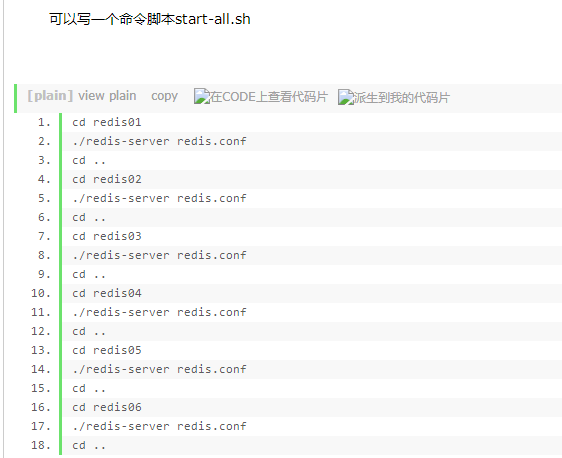 可以写一个命令脚本start-all.sh
[plain] view plain copy 在CODE上查看代码片 派生到我的代码片
1. cd redis01
2. ./redis-server redis.conf
3. cd ..
4. cd redis02
5. ./redis-server redis.conf
6. cd ..
7. cd redis03
8. ./redis-server redis.conf
9. cd ..
10. cd redis04
11. ./redis-server redis.conf
12. cd ..
13. cd redis05
14. ./redis-server redis.conf
15. cd ..
16. cd redis06
17. ./redis-server redis.conf
18. cd ..